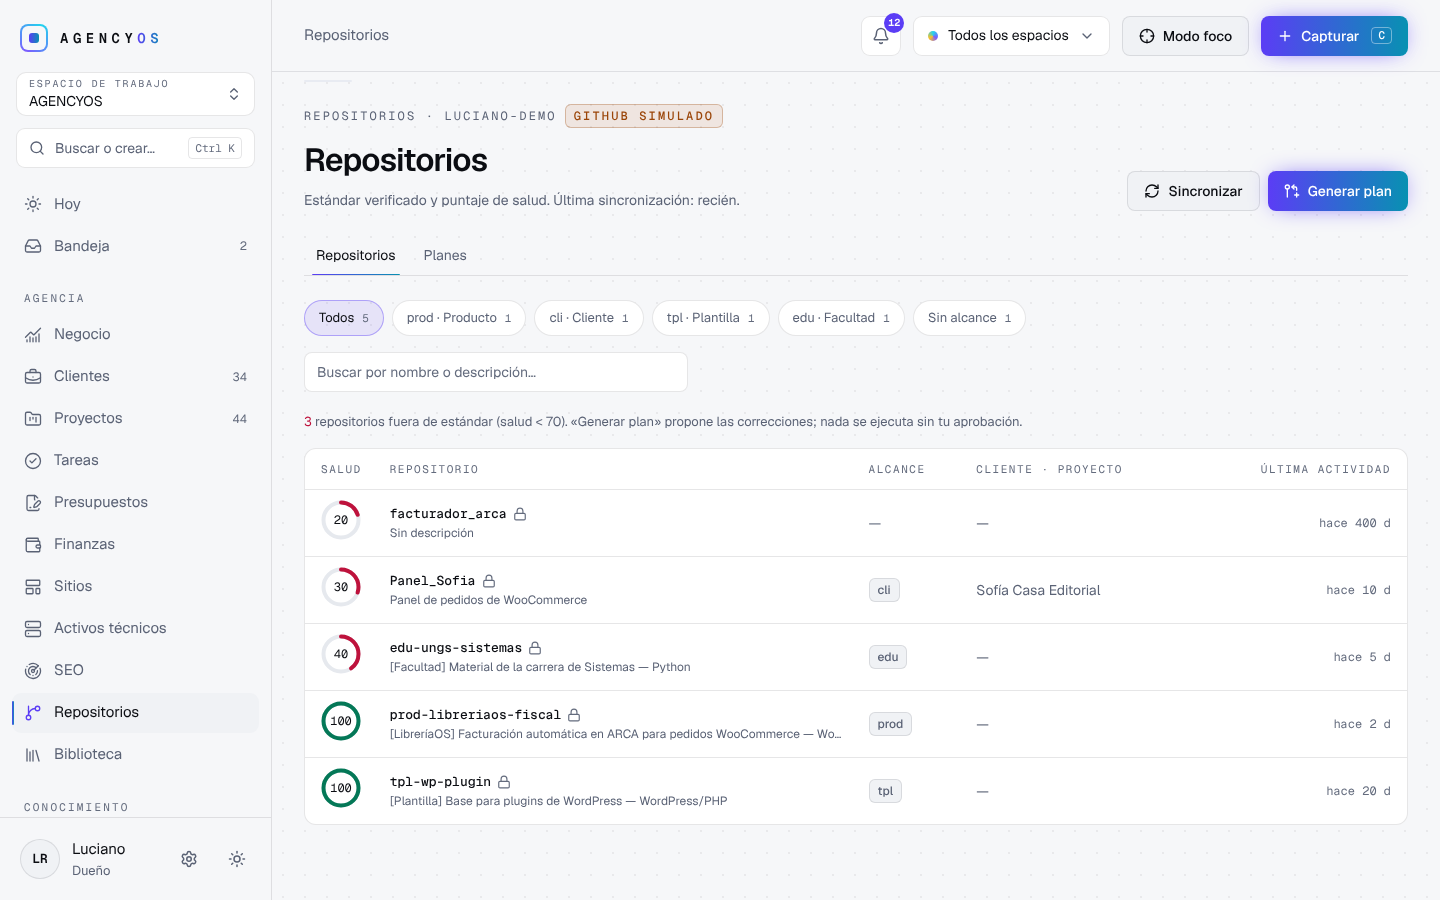 AGENCYOS
ESPACIO DE TRABAJO
AGENCYOS
Buscar o crear...
Ctrl K
Hoy
Bandeja 2
AGENCIA
Negocio
Clientes 34
Proyectos 44
Tareas
Presupuestos
Finanzas
Sitios
Activos técnicos
SEO
Repositorios
Biblioteca
CONOCIMIENTO
LR
Luciano
Dueño
Repositorios
12
Todos los espacios
Modo foco
Capturar C
REPOSITORIOS · LUCIANO-DEMO GITHUB SIMULADO
Repositorios
Estándar verificado y puntaje de salud. Última sincronización: recién.
Sincronizar
Generar plan
Repositorios Planes
Todos 5 prod · Producto 1 cli · Cliente 1 tpl · Plantilla 1 edu · Facultad 1 Sin alcance 1
Buscar por nombre o descripción...
3 repositorios fuera de estándar (salud < 70). «Generar plan» propone las correcciones; nada se ejecuta sin tu aprobación.
SALUD REPOSITORIO ALCANCE CLIENTE · PROYECTO ÚLTIMA ACTIVIDAD
20 facturador_arca — — hace 400 d
Sin descripción
30 Panel_Sofia cli Sofía Casa Editorial hace 10 d
Panel de pedidos de WooCommerce
40 edu-ungs-sistemas edu — hace 5 d
[Facultad] Material de la carrera de Sistemas — Python
100 prod-libreriaos-fiscal prod — hace 2 d
[LibreríaOS] Facturación automática en ARCA para pedidos WooCommerce — Wo...
100 tpl-wp-plugin tpl — hace 20 d
[Plantilla] Base para plugins de WordPress — WordPress/PHP